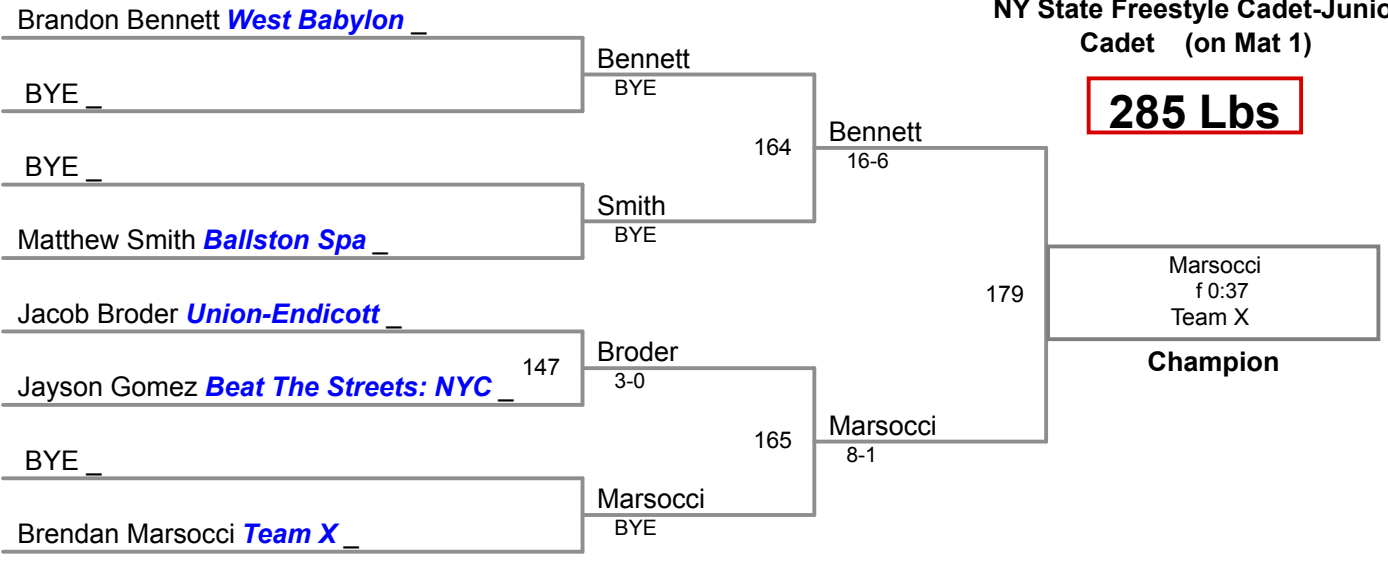 NY State Freestyle Cadet-Junio
Cadet (on Mat 1)
285 Lbs
Brandon Bennett West Babylon _
BYE _
BYE _
Matthew Smith Ballston Spa _
Jacob Broder Union-Endicott _
147
Jayson Gomez Beat The Streets: NYC _
BYE _
Brendan Marsocci Team X _
Bennett
BYE
164
Smith
BYE
Broder
3-0
165
Marsocci
BYE
Bennett
16-6
179
Marsocci
8-1
Marsocci
f 0:37
Team X
Champion